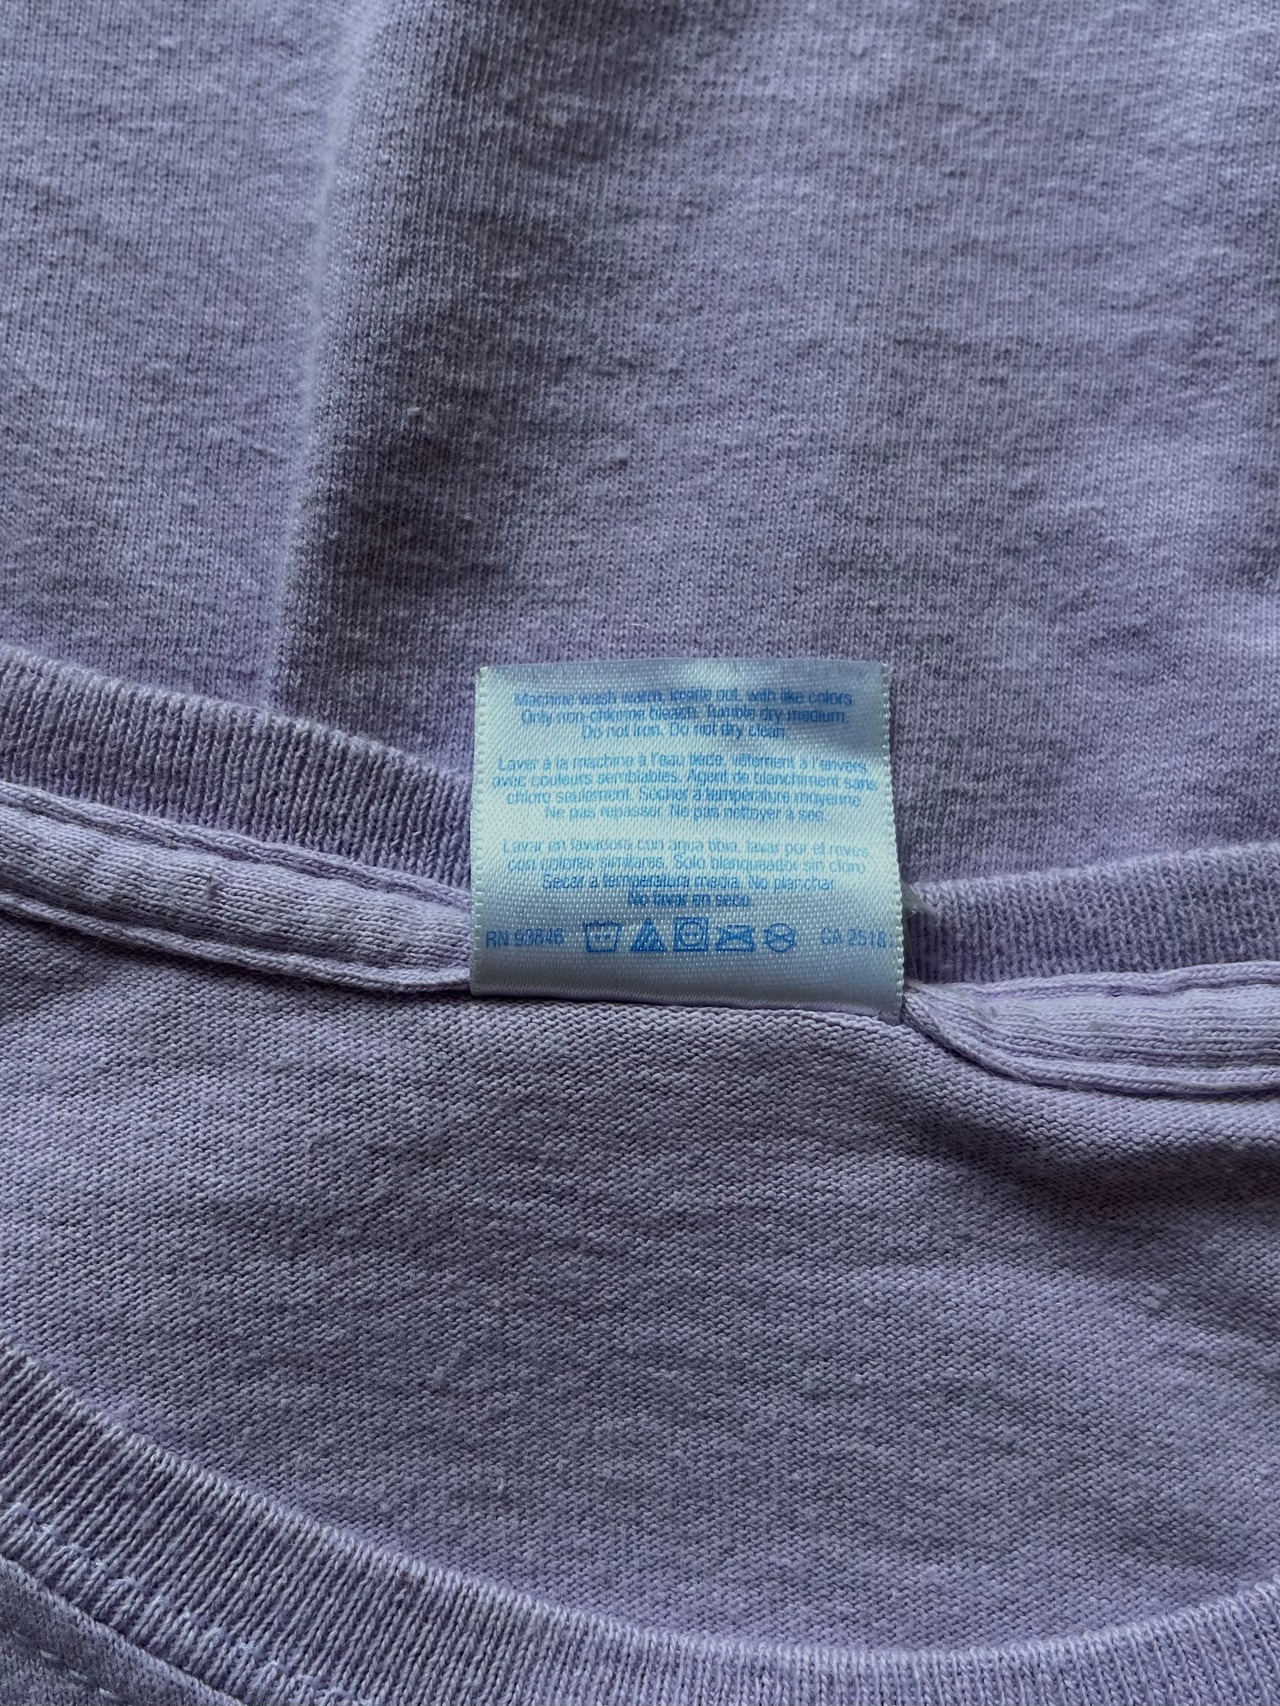 Machine wash warm, inside out, with like colors.
Only non-chlorine bleach. Tumble dry medium.
Do not iron. Do not dry clean.
Laver à la machine à l'eau tiède, vêtement à l'envers,
avec couleurs semblables. Agent de blanchiment sans
chlore seulement. Sécher à température moyenne.
Ne pas repasser. Ne pas nettoyer à sec.
Lavar en lavadora con agua tibia, lavar por el reves
con colores similares. Solo blanqueador sin cloro
Secar a temperatura media. No planchar.
No lavar en seco.
RN 93846 CA 2518